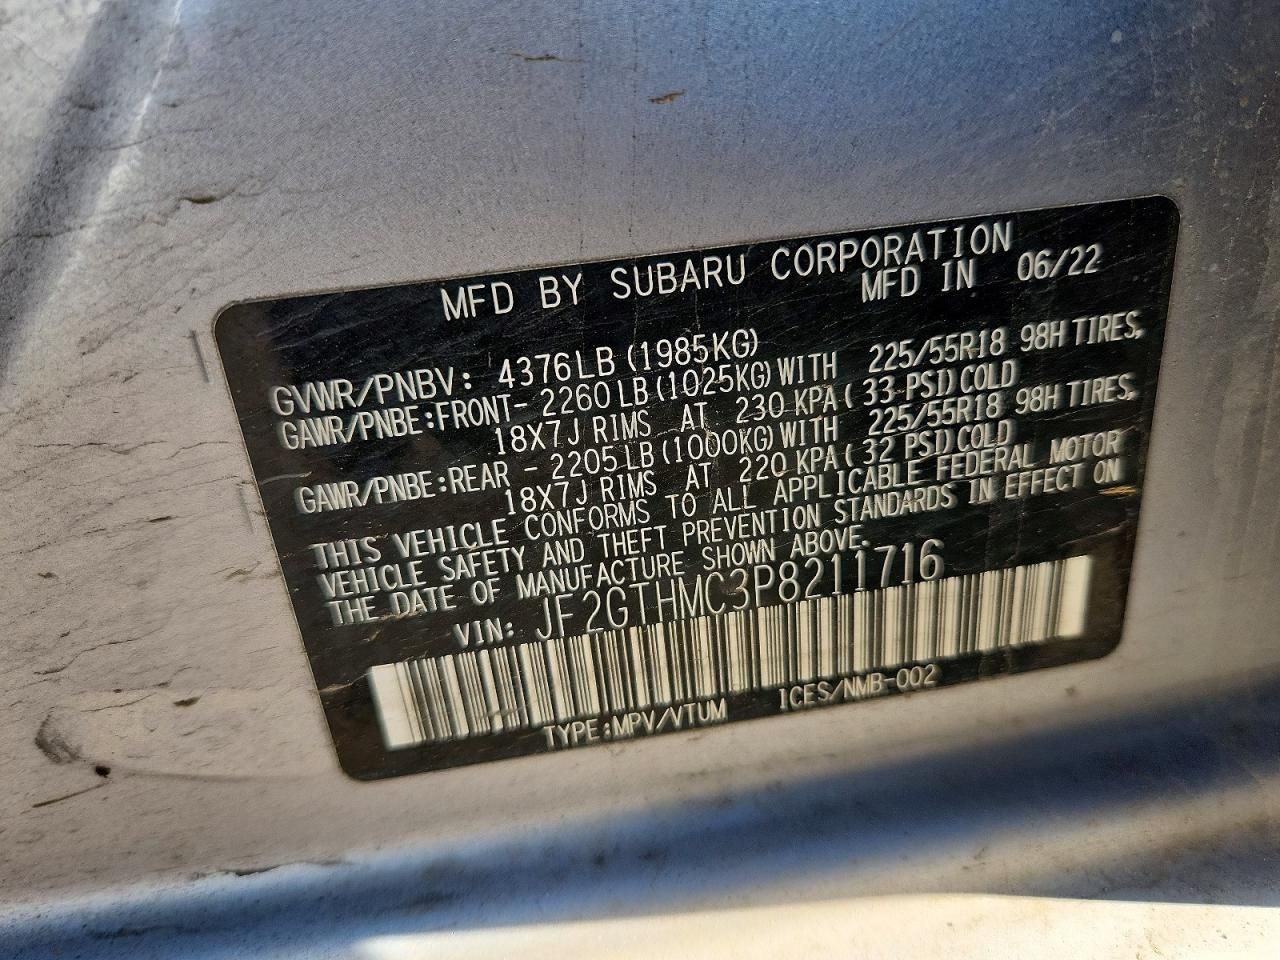 MFD BY SUBARU CORPORATION
MFD IN 06/22
GVWR/PNBV: 4376LB (1985KG)
GAWR/PNBE:FRONT- 2260LB (1025KG) WITH 225/55R18 98H TIRES,
18X7J RIMS AT 230 KPA( 33 PSI) COLD
GAWR/PNBE:REAR - 2205LB (1000KG) WITH 225/55R18 98H TIRES,
18X7J RIMS AT 220 KPA( 32 PSI) COLD
THIS VEHICLE CONFORMS TO ALL APPLICABLE FEDERAL MOTOR
VEHICLE SAFETY AND THEFT PREVENTION STANDARDS IN EFFECT ON
THE DATE OF MANUFACTURE SHOWN ABOVE.
VIN: JF2GTHMC3P8211716
TYPE:MPV/VTUM ICES/NMB-002